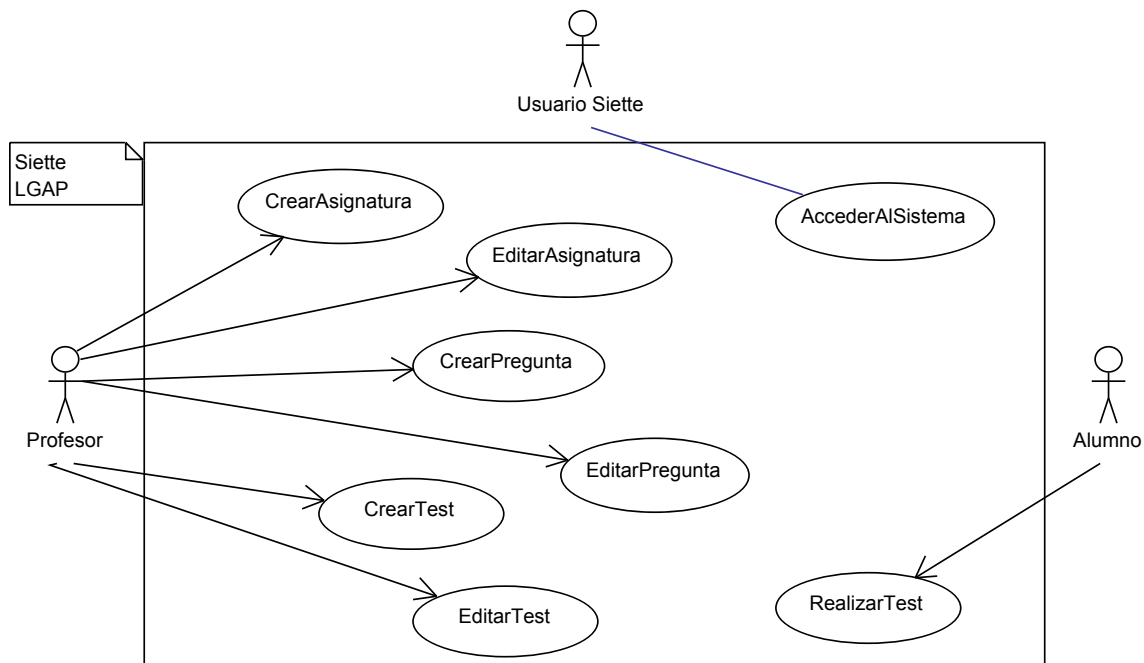 Usuario Siette
Siette
LGAP
CrearAsignatura
AccederAlSistema
EditarAsignatura
CrearPregunta
Profesor
Alumno
EditarPregunta
CrearTest
RealizarTest
EditarTest